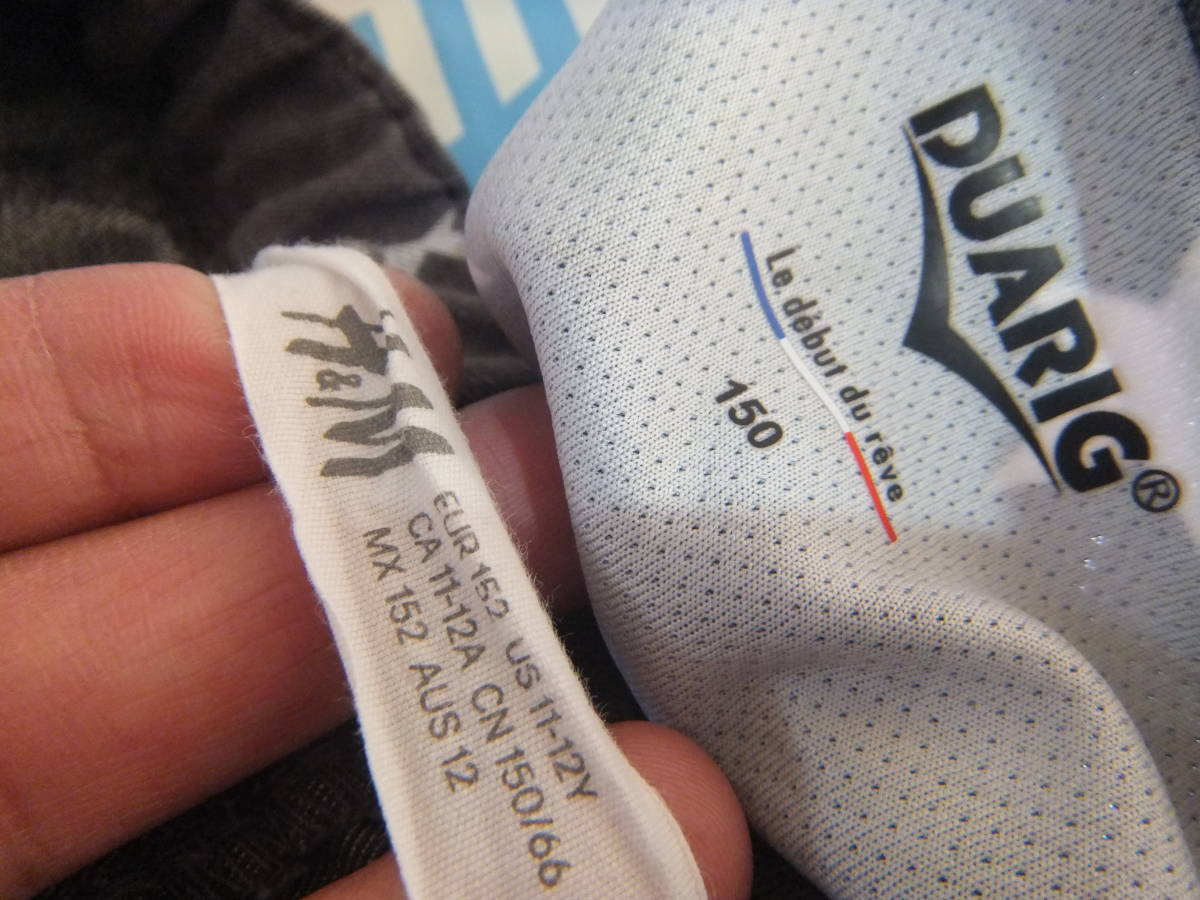 H&M
EUR 152 US 11-12Y
CA 11-12A CN 150/66
MX 152 AUS 12
DUARIG®
Le début du rêve
150